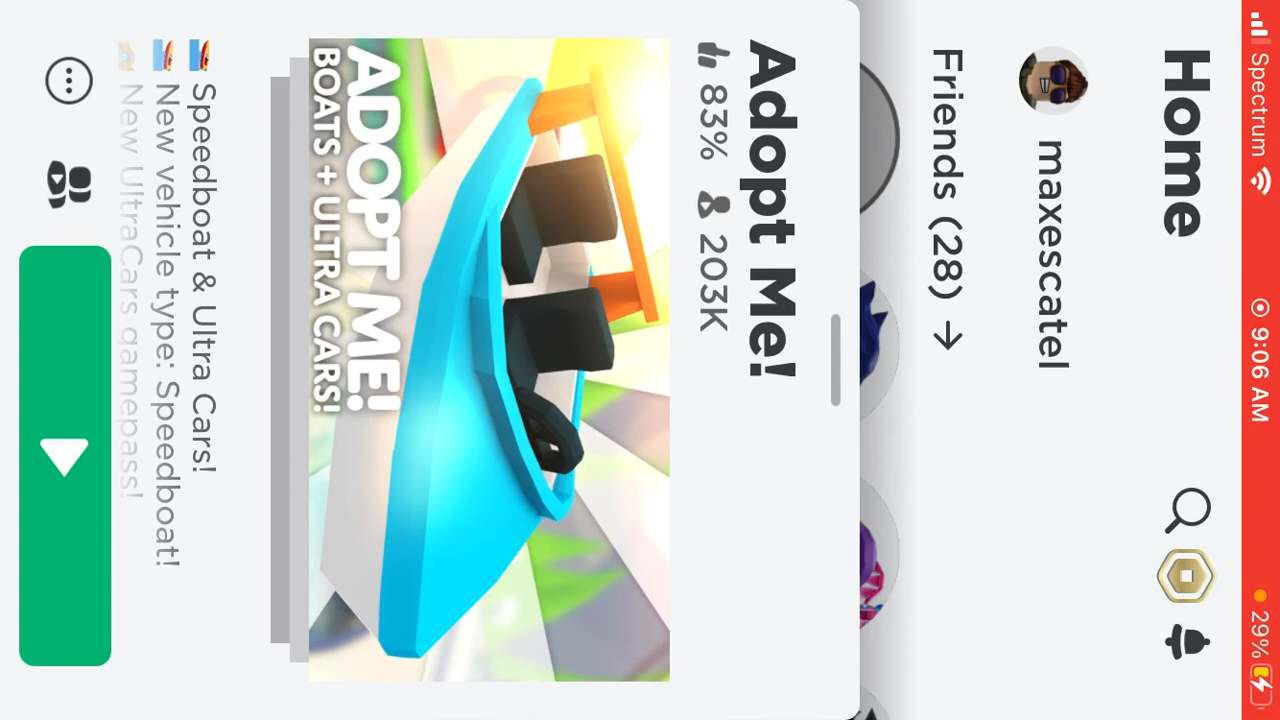 Spectrum 9:06 AM 29%
Home
maxescatel
Friends (28) →
Adopt Me!
83% 203K
ADOPT ME!
BOATS + ULTRA CARS!
Speedboat & Ultra Cars!
New vehicle type: Speedboat!
New UltraCars gamepass!